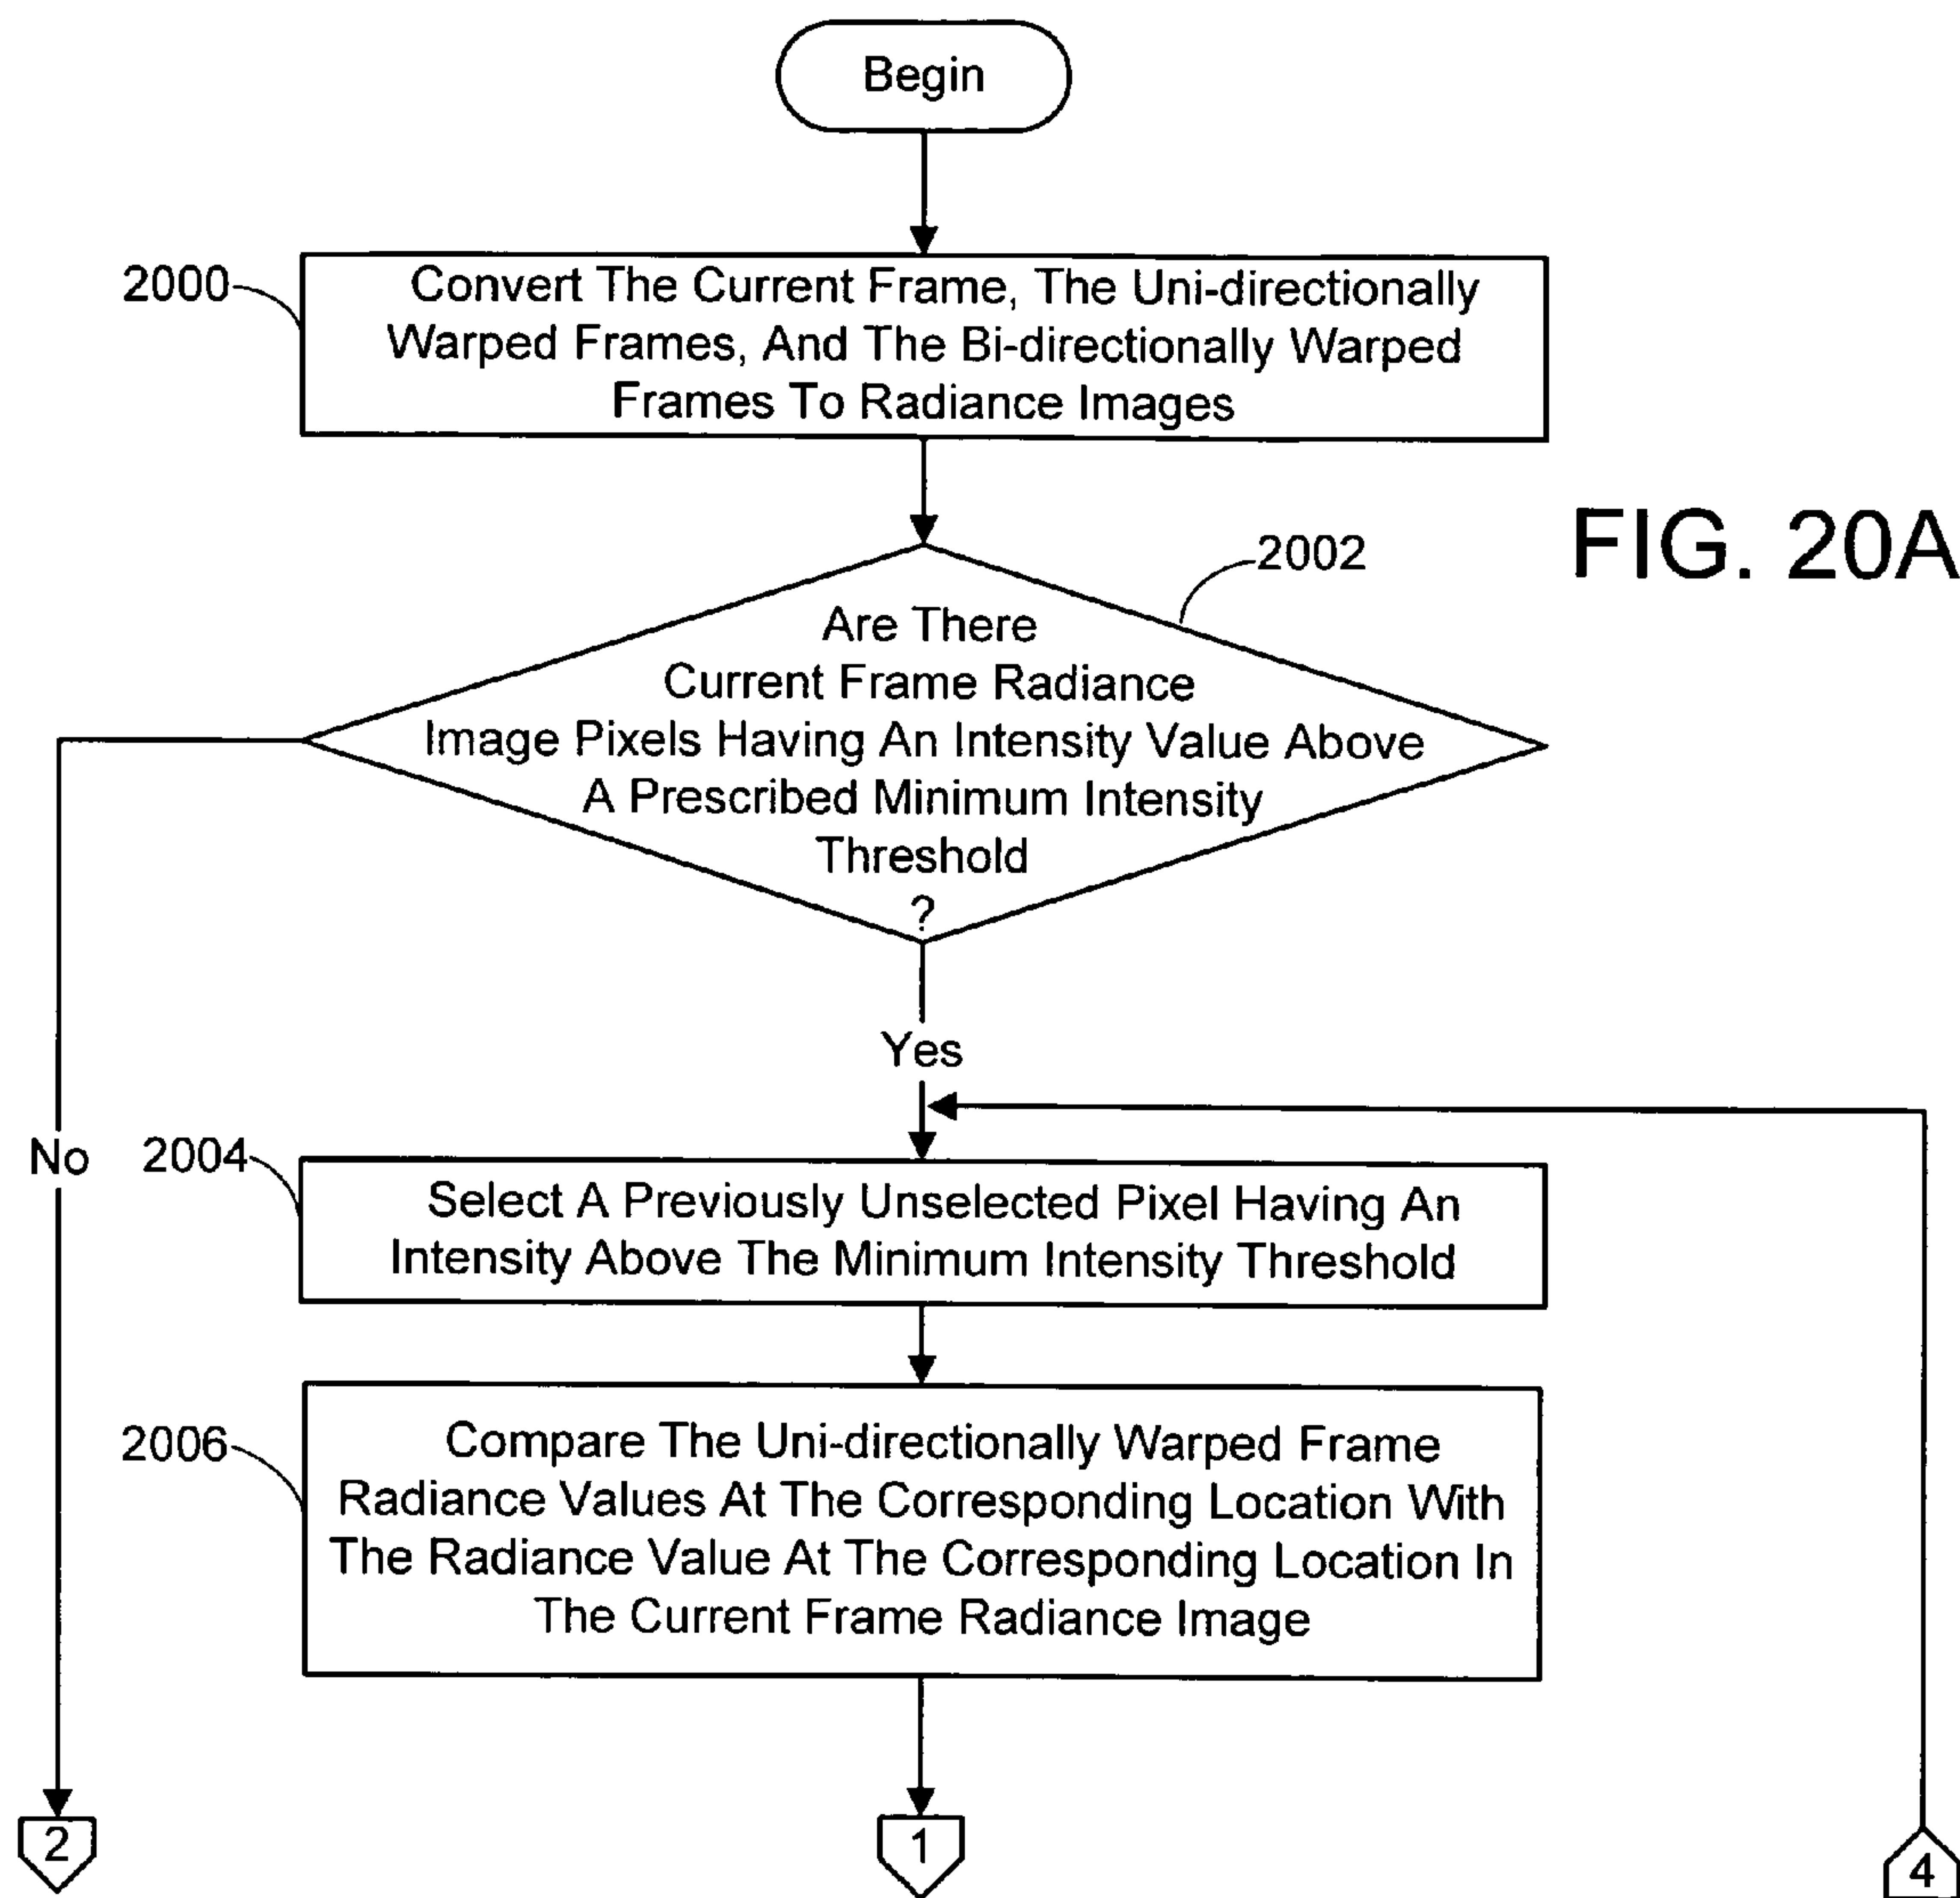 Begin
2000
Convert The Current Frame, The Uni-directionally
Warped Frames, And The Bi-directionally Warped
Frames To Radiance Images
FIG. 20A
2002
Are There
Current Frame Radiance
Image Pixels Having An Intensity Value Above
A Prescribed Minimum Intensity
Threshold
?
Yes
No
2004
Select A Previously Unselected Pixel Having An
Intensity Above The Minimum Intensity Threshold
2006
Compare The Uni-directionally Warped Frame
Radiance Values At The Corresponding Location With
The Radiance Value At The Corresponding Location In
The Current Frame Radiance Image
2
1
4